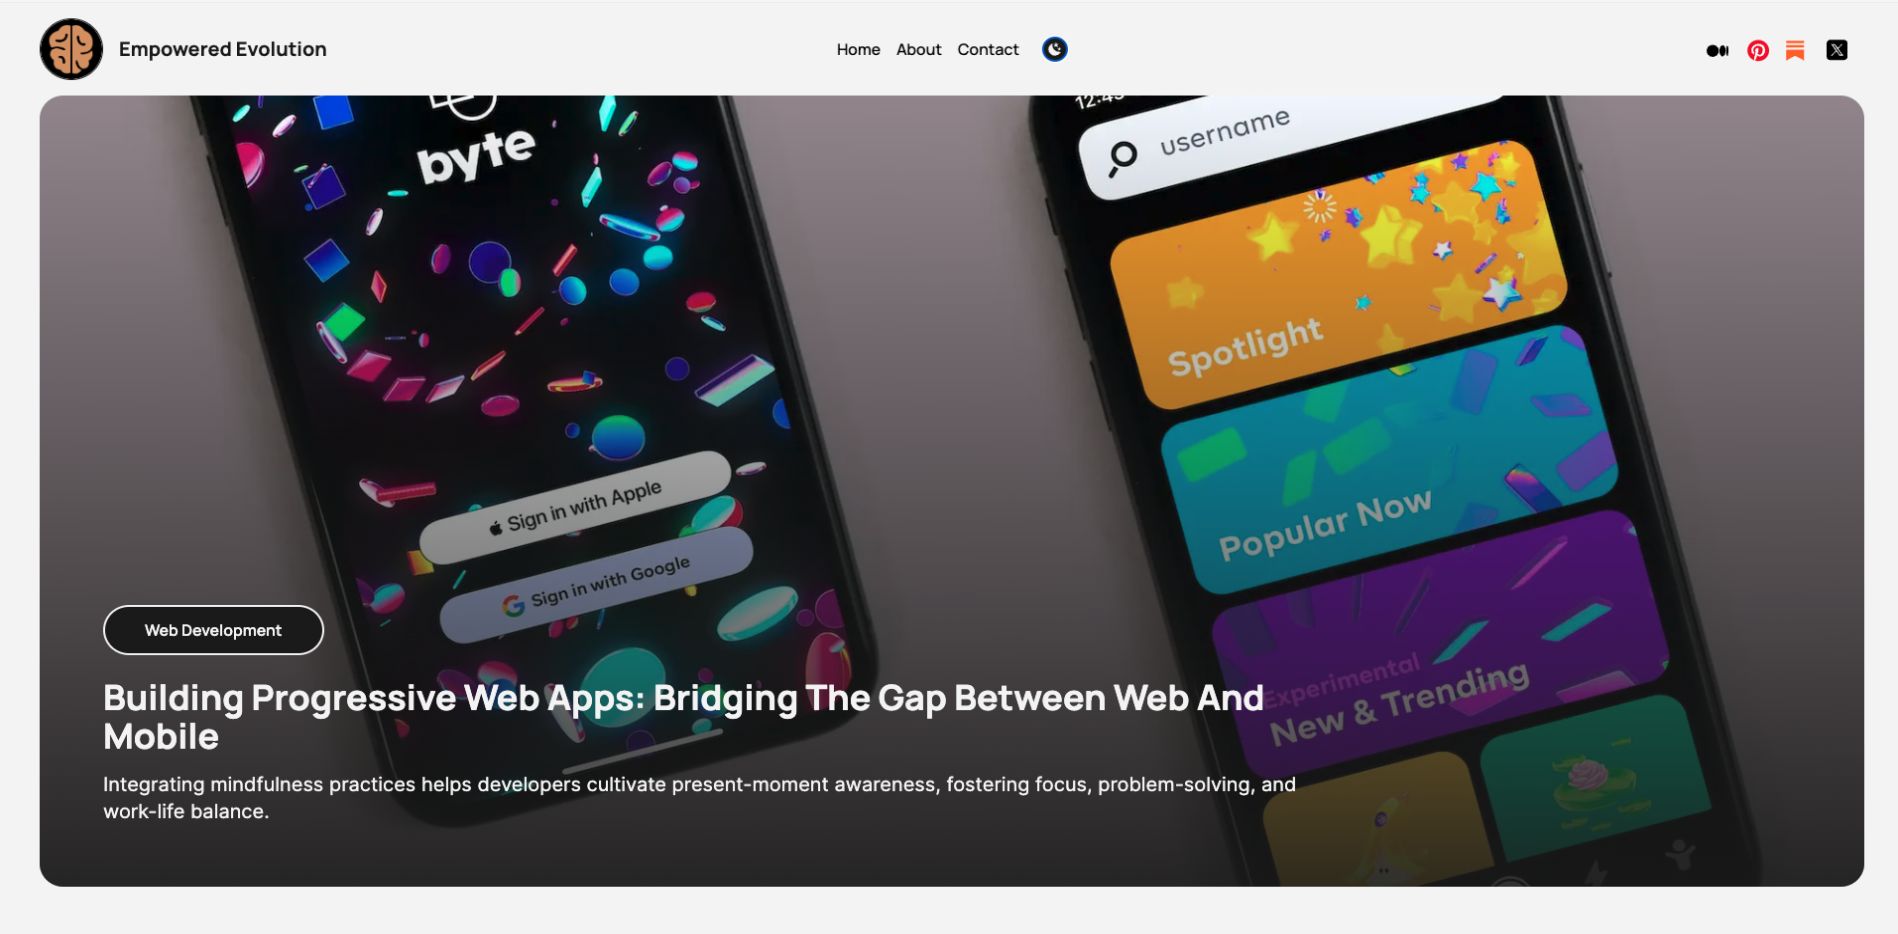 Empowered Evolution
Home About Contact
byte
Sign in with Apple
Sign in with Google
12:45
username
Spotlight
Popular Now
Experimental
New & Trending
Web Development
Building Progressive Web Apps: Bridging The Gap Between Web And
Mobile
Integrating mindfulness practices helps developers cultivate present-moment awareness, fostering focus, problem-solving, and
work-life balance.